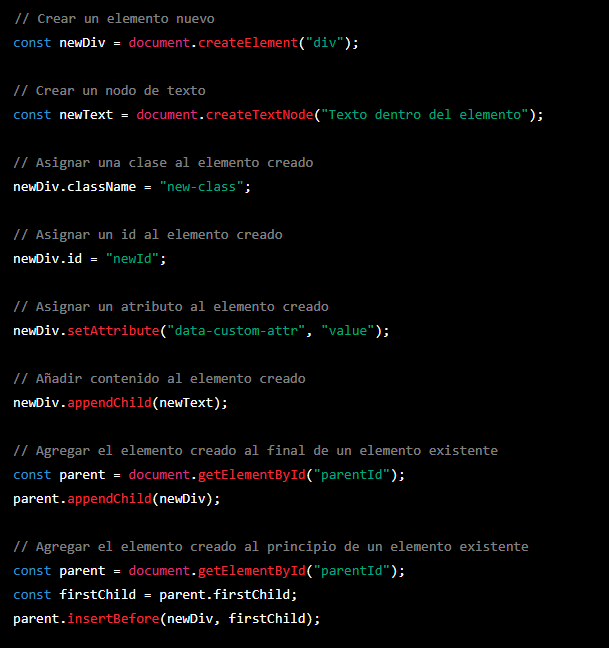 // Crear un elemento nuevo
const newDiv = document.createElement("div");
// Crear un nodo de texto
const newText = document.createTextNode("Texto dentro del elemento");
// Asignar una clase al elemento creado
newDiv.className = "new-class";
// Asignar un id al elemento creado
newDiv.id = "newId";
// Asignar un atributo al elemento creado
newDiv.setAttribute("data-custom-attr", "value");
// Añadir contenido al elemento creado
newDiv.appendChild(newText);
// Agregar el elemento creado al final de un elemento existente
const parent = document.getElementById("parentId");
parent.appendChild(newDiv);
// Agregar el elemento creado al principio de un elemento existente
const parent = document.getElementById("parentId");
const firstChild = parent.firstChild;
parent.insertBefore(newDiv, firstChild);